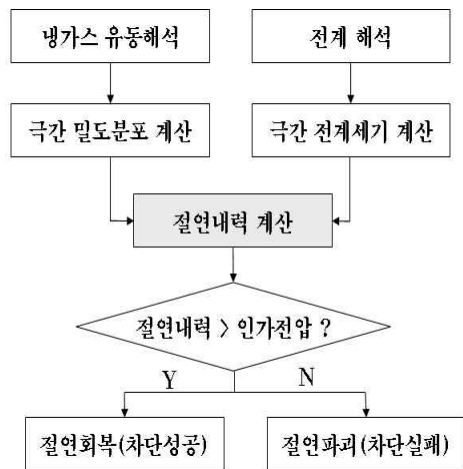 냉가스 유동해석
전계 해석
극간 밀도분포 계산
극간 전계세기 계산
절연내력 계산
절연내력 > 인가전압 ?
Y
N
절연회복(차단성공)
절연파괴(차단실패)